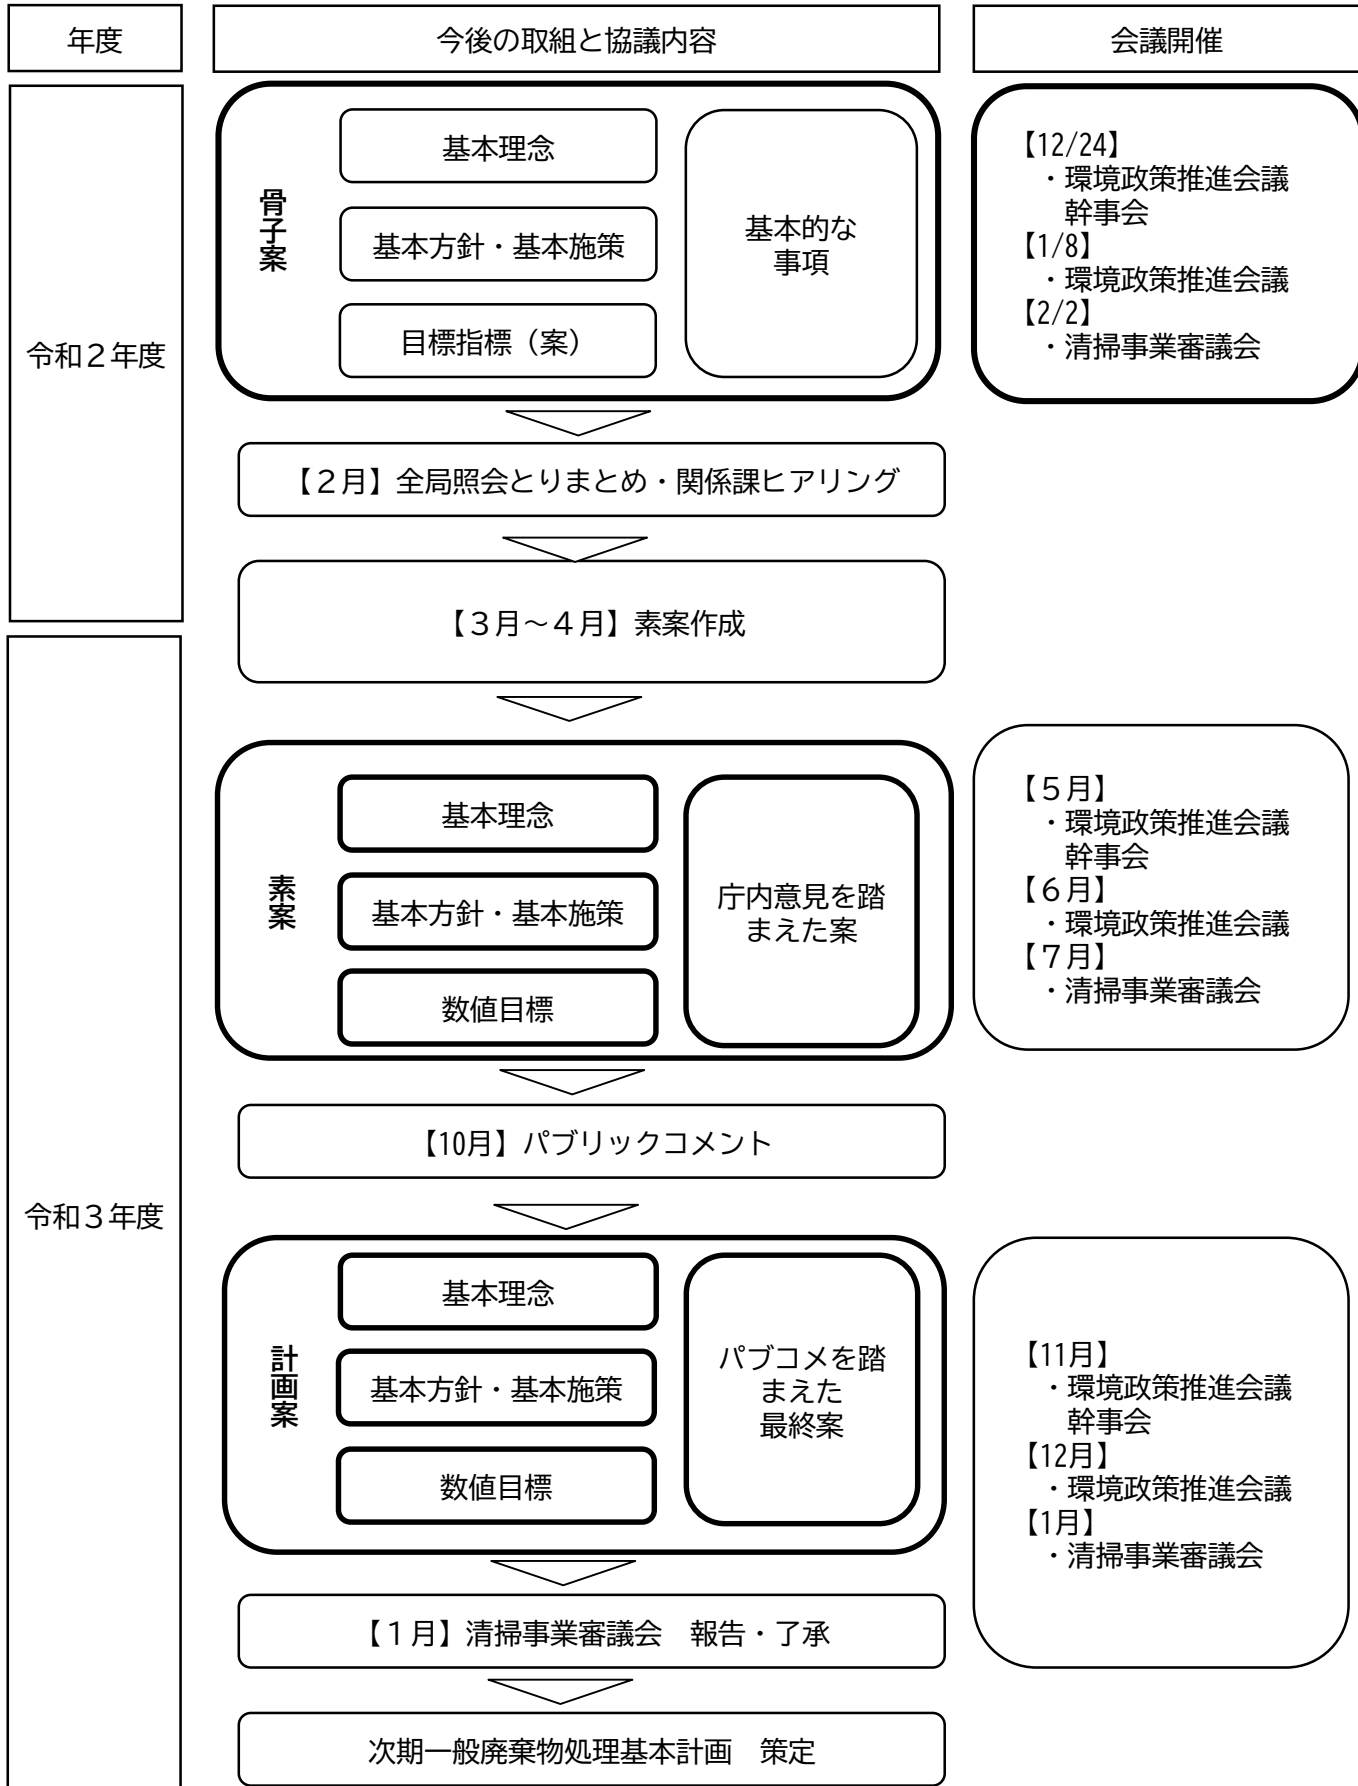 年度
今後の取組と協議内容
会議開催
令和２年度
骨子案
基本理念
基本方針・基本施策
目標指標（案）
基本的な
事項
【12/24】
・環境政策推進会議
幹事会
【1/8】
・環境政策推進会議
【2/2】
・清掃事業審議会
【２月】全局照会とりまとめ・関係課ヒアリング
【３月～４月】素案作成
令和３年度
素案
基本理念
基本方針・基本施策
数値目標
庁内意見を踏
まえた案
【５月】
・環境政策推進会議
幹事会
【６月】
・環境政策推進会議
【７月】
・清掃事業審議会
【10月】パブリックコメント
計画案
基本理念
基本方針・基本施策
数値目標
パブコメを踏
まえた
最終案
【11月】
・環境政策推進会議
幹事会
【12月】
・環境政策推進会議
【1月】
・清掃事業審議会
【１月】清掃事業審議会　報告・了承
次期一般廃棄物処理基本計画　策定